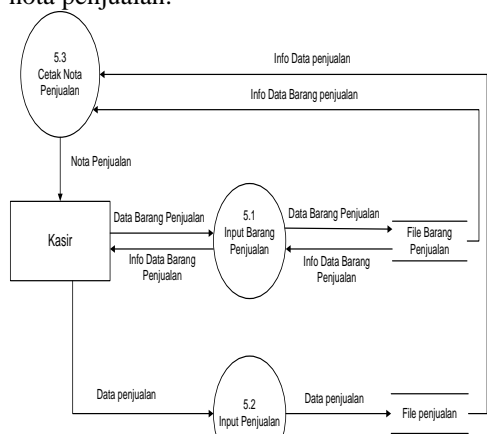 nota penjualan.
5.3
Cetak Nota
Penjualan
Info Data penjualan
Info Data Barang penjualan
Nota Penjualan
Kasir
Data Barang Penjualan
Info Data Barang
Penjualan
5.1
Input Barang
Penjualan
Data Barang Penjualan
Info Data Barang
Penjualan
File Barang
Penjualan
Data penjualan
5.2
Input Penjualan
Data penjualan
File penjualan